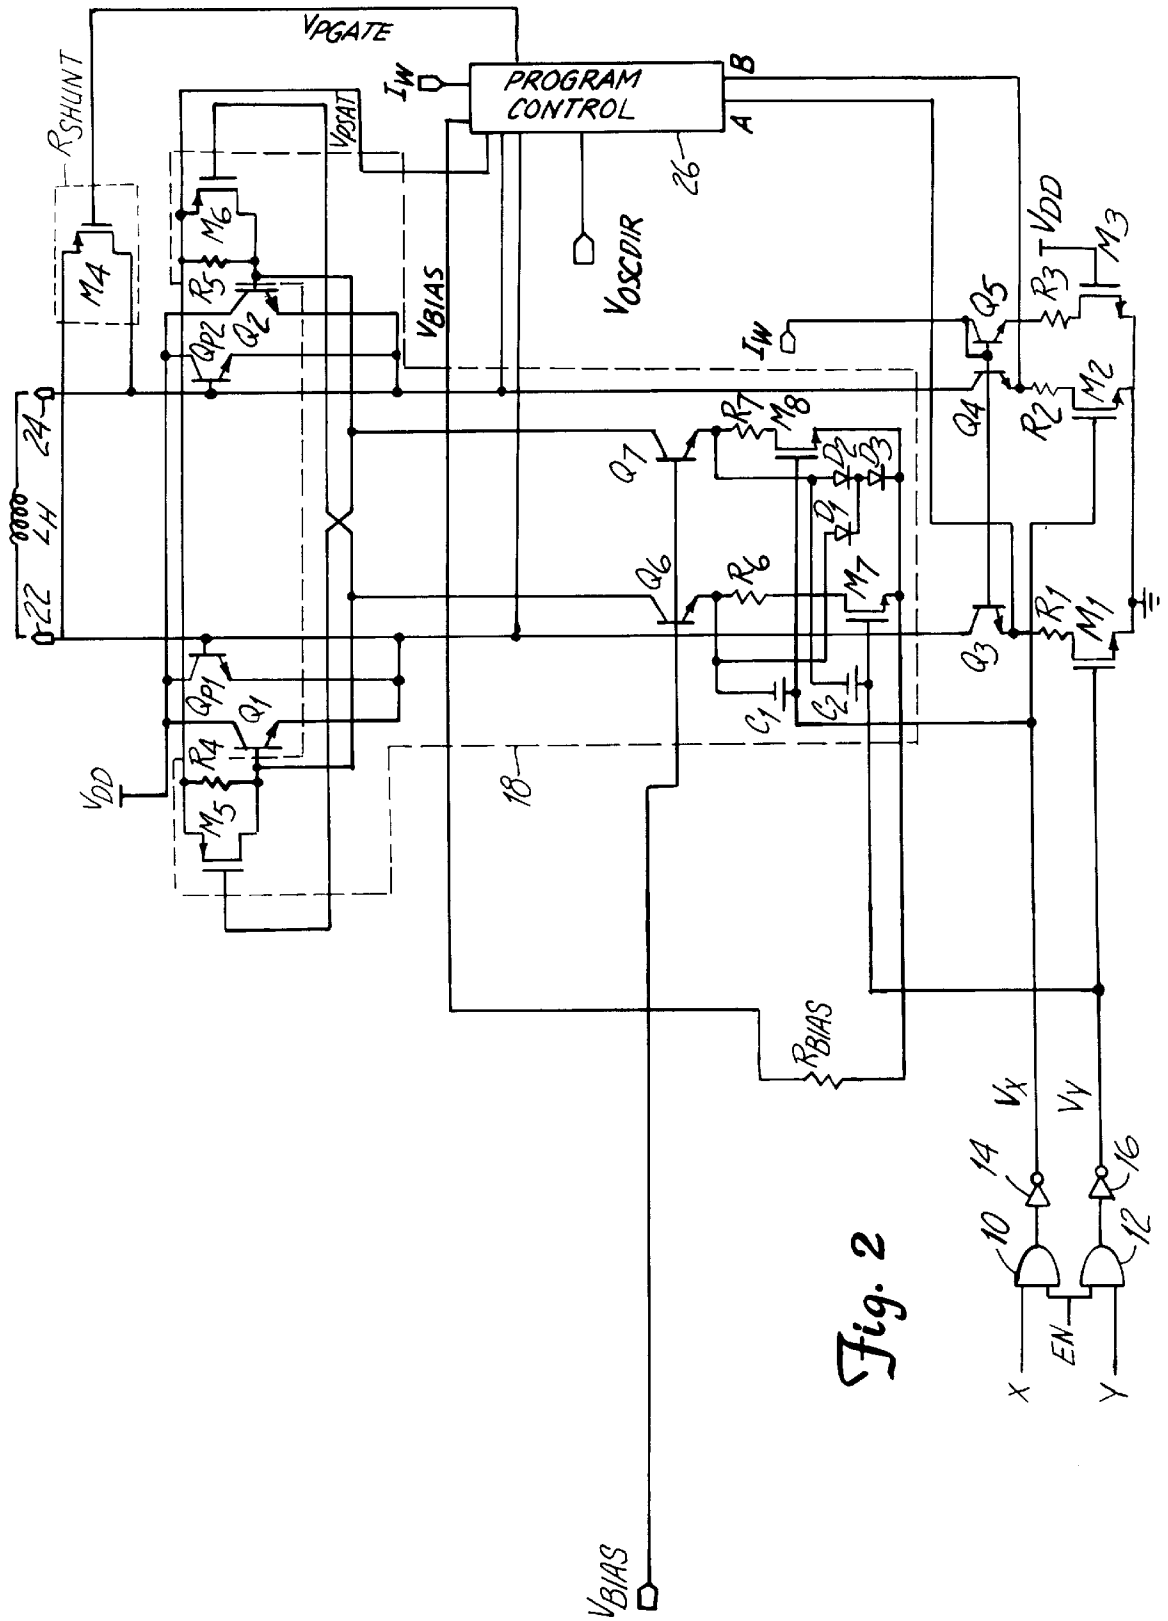 VPGATE
RSHUNT
IW
PROGRAM
CONTROL
B
A
26
VPSAT
M4
M6
R5
QP2
Q2
VBIAS
VOSCDIR
24
LH
22
VDD
M3
R3
Q5
IW
Q4
M2
R2
Q7
R7
M8
D2
D3
D1
Q6
R6
M7
Q3
R1
M1
QP1
Q1
R4
M5
VDD
C1
C2
18
RBIAS
VX
VY
14
16
10
12
X
EN
Y
Fig. 2
VBIAS